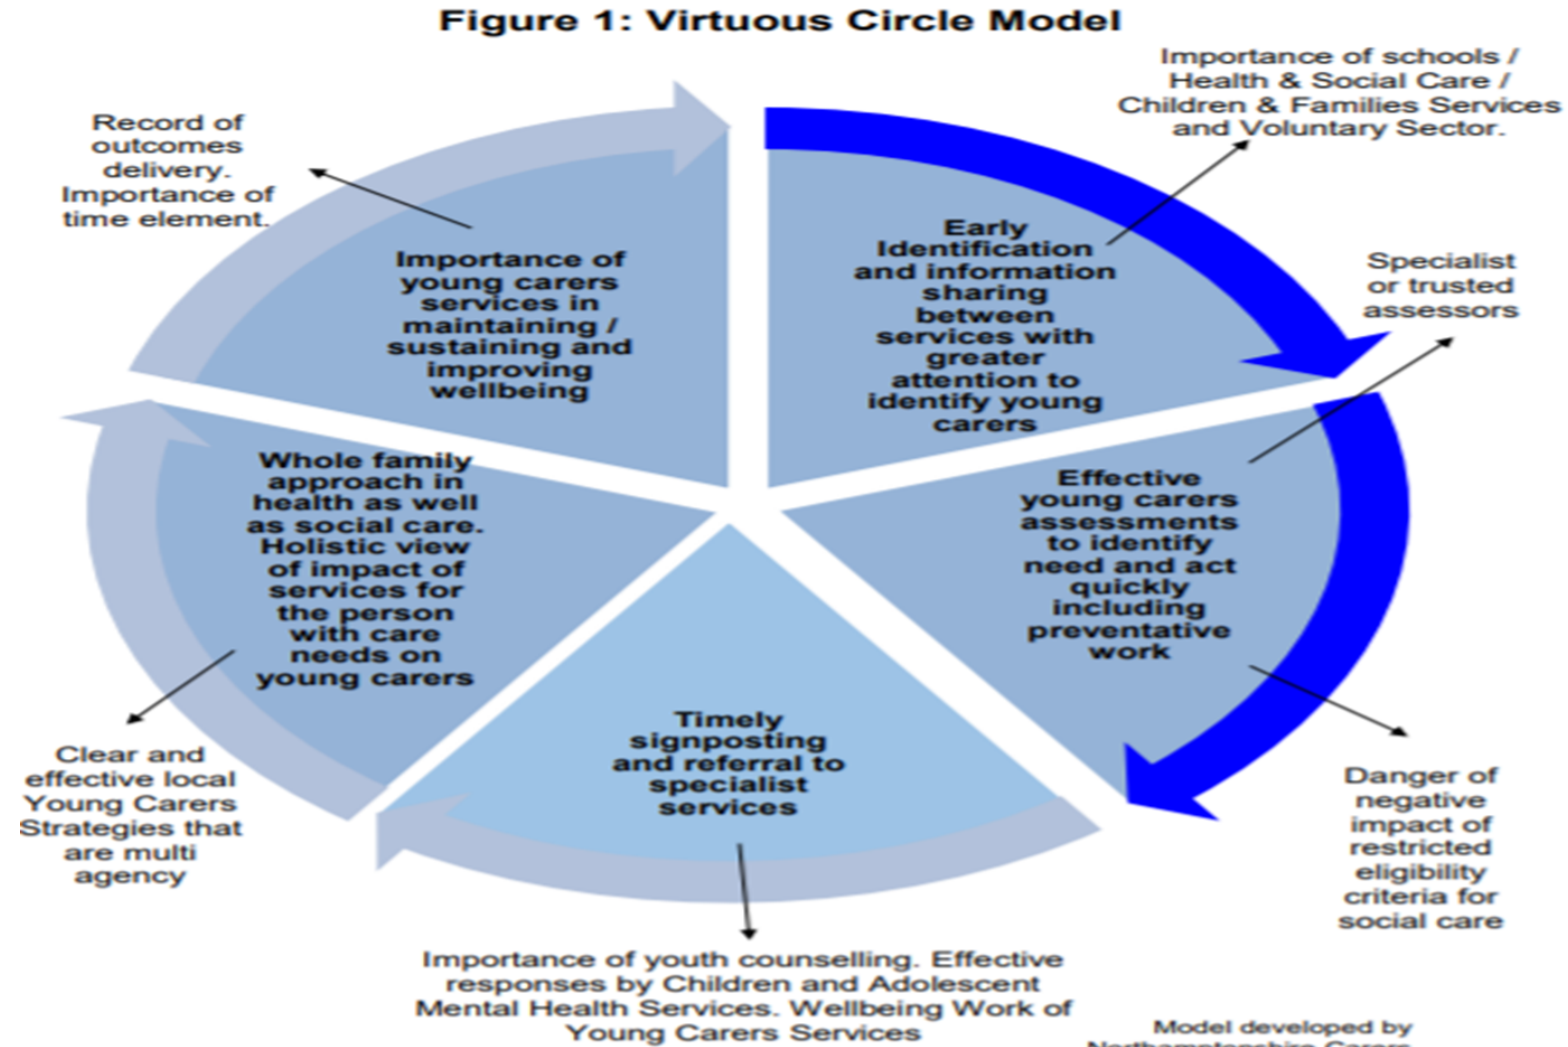 Figure 1: Virtuous Circle Model
Importance of schools /
Health & Social Care /
Children & Families Services
and Voluntary Sector.
Early
Identification
and information
sharing
between
services with
greater
attention to
identify young
carers
Specialist
or trusted
assessors
Effective
young carers
assessments
to identify
need and act
quickly
including
preventative
work
Danger of
negative
impact of
restricted
eligibility
criteria for
social care
Timely
signposting
and referral to
specialist
services
Importance of youth counselling. Effective
responses by Children and Adolescent
Mental Health Services. Wellbeing Work of
Young Carers Services
Whole family
approach in
health as well
as social care.
Holistic view
of impact of
services for
the person
with care
needs on
young carers
Clear and
effective local
Young Carers
Strategies that
are multi
agency
Importance of
young carers
services in
maintaining /
sustaining and
improving
wellbeing
Record of
outcomes
delivery.
Importance of
time element.
Model developed by
Northamptonshire Carers